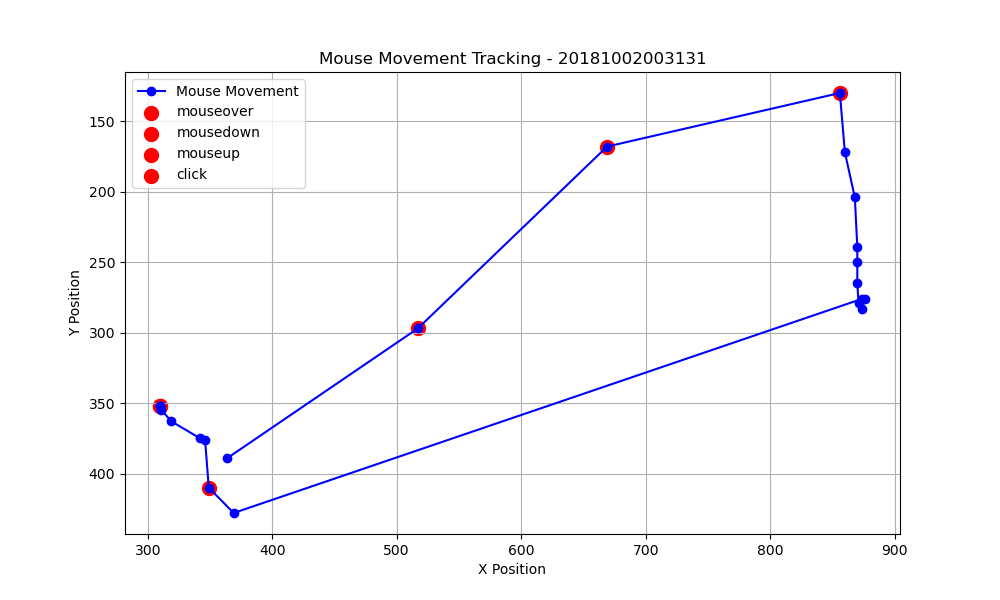 Mouse Movement Tracking - 20181002003131
Mouse Movement
mouseover
mousedown
mouseup
click
150
200
250
300
350
400
Y Position
300 400 500 600 700 800 900
X Position